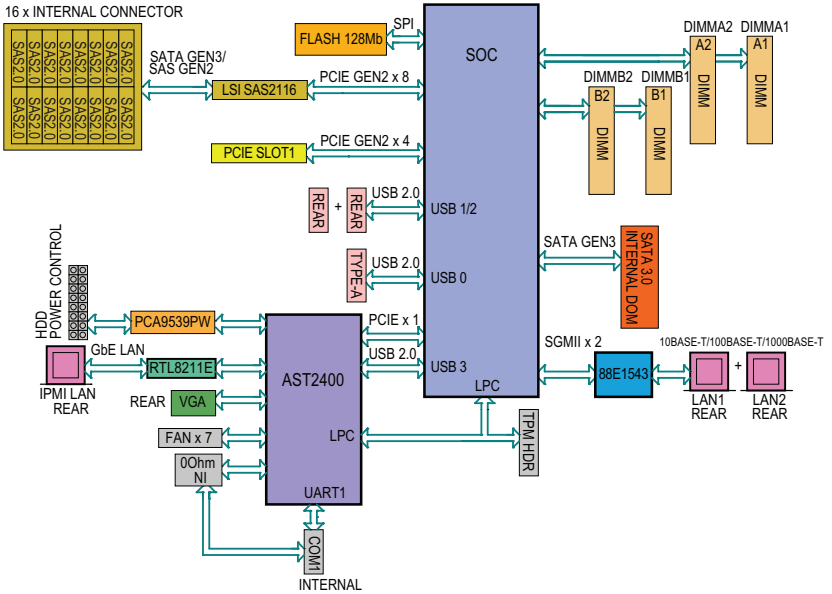 16 x INTERNAL CONNECTOR
SAS2.0 SAS2.0 SAS2.0 SAS2.0 SAS2.0 SAS2.0 SAS2.0
SAS2.0 SAS2.0 SAS2.0 SAS2.0 SAS2.0 SAS2.0 SAS2.0
SATA GEN3/
SAS GEN2
LSI SAS2116
PCIE GEN2 x 8
FLASH 128Mb
SPI
SOC
DIMMA2
DIMMA1
A2
DIMM
A1
DIMM
DIMMB2
DIMMB1
B2
DIMM
B1
DIMM
PCIE SLOT1
PCIE GEN2 x 4
REAR
+
REAR
USB 2.0
USB 1/2
TYPE-A
USB 2.0
USB 0
SATA GEN3
SATA 3.0
INTERNAL DOM
HDD
POWER CONTROL
PCA9539PW
PCIE x 1
USB 2.0
USB 3
GbE LAN
RTL8211E
IPMI LAN
REAR
AST2400
REAR
VGA
FAN x 7
0Ohm
NI
LPC
UART1
LPC
TPM HDR
COM1
INTERNAL
SGMII x 2
88E1543
10BASE-T/100BASE-T/1000BASE-T
+
LAN1
REAR
LAN2
REAR